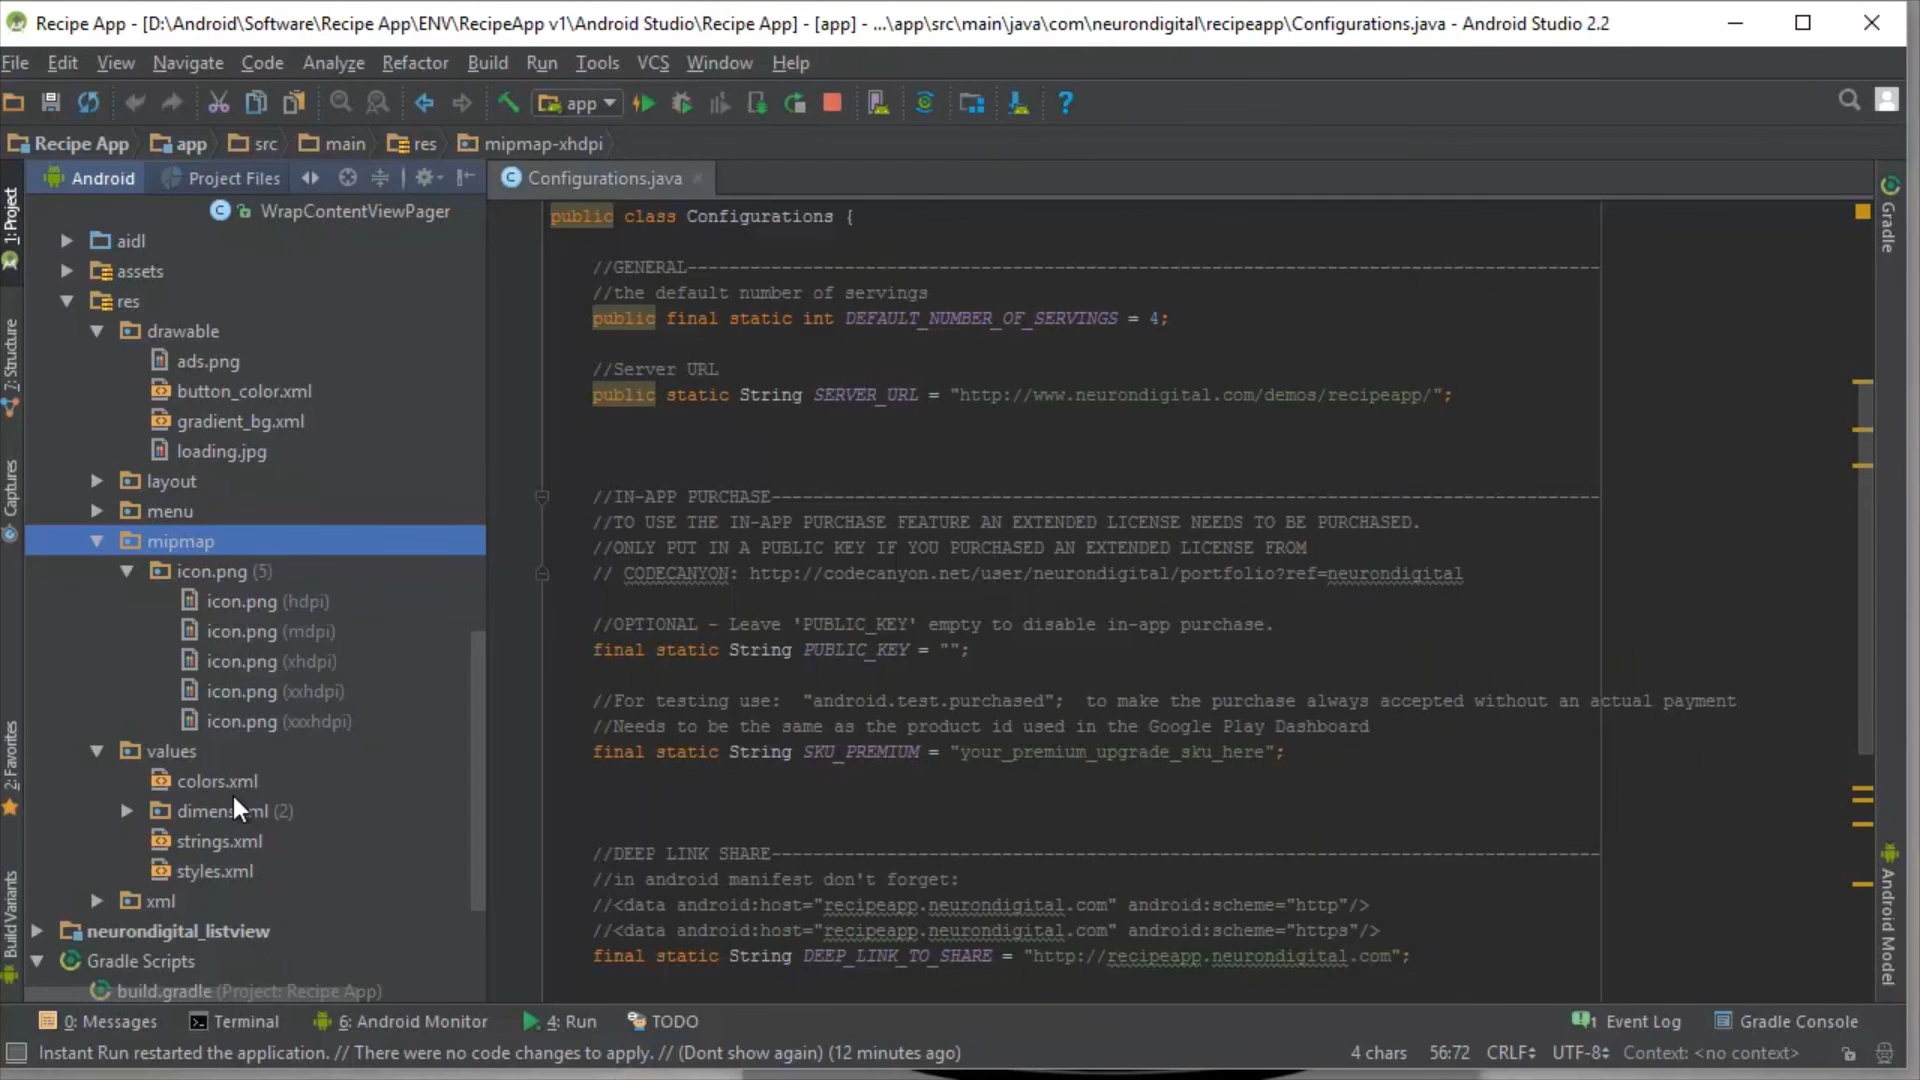 Recipe App - [D:\Android\Software\Recipe App\ENV\RecipeApp v1\Android Studio\Recipe App] - [app] - ...\app\src\main\java\com\neurondigital\recipeapp\Configurations.java - Android Studio 2.2
File Edit View Navigate Code Analyze Refactor Build Run Tools VCS Window Help
app
Recipe App app src main res mipmap-xhdpi
Android Project Files
Configurations.java
1: Project
7: Structure
Captures
2: Favorites
Build Variants
WrapContentViewPager
aidl
assets
res
drawable
ads.png
button_color.xml
gradient_bg.xml
loading.jpg
layout
menu
mipmap
icon.png (5)
icon.png (hdpi)
icon.png (mdpi)
icon.png (xhdpi)
icon.png (xxhdpi)
icon.png (xxxhdpi)
values
colors.xml
(2)
strings.xml
styles.xml
xml
neurondigital_listview
Gradle Scripts
build.gradle (Project: Recipe App)
public class Configurations {
//GENERAL---------------------------------------------------------------------------------------
//the default number of servings
public final static int DEFAULT_NUMBER_OF_SERVINGS = 4;
//Server URL
public static String SERVER_URL = "http://www.neurondigital.com/demos/recipeapp/";
//IN-APP PURCHASE-------------------------------------------------------------------------------
//TO USE THE IN-APP PURCHASE FEATURE AN EXTENDED LICENSE NEEDS TO BE PURCHASED.
//ONLY PUT IN A PUBLIC KEY IF YOU PURCHASED AN EXTENDED LICENSE FROM
// CODECANYON: http://codecanyon.net/user/neurondigital/portfolio?ref=neurondigital
//OPTIONAL - Leave 'PUBLIC_KEY' empty to disable in-app purchase.
final static String PUBLIC_KEY = "";
//For testing use:  "android.test.purchased";  to make the purchase always accepted without an actual payment
//Needs to be the same as the product id used in the Google Play Dashboard
final static String SKU_PREMIUM = "your_premium_upgrade_sku_here";
//DEEP LINK SHARE-------------------------------------------------------------------------------
//in android manifest don't forget:
//<data android:host="recipeapp.neurondigital.com" android:scheme="http"/>
//<data android:host="recipeapp.neurondigital.com" android:scheme="https"/>
final static String DEEP_LINK_TO_SHARE = "http://recipeapp.neurondigital.com";
Gradle
Android Model
0: Messages Terminal 6: Android Monitor 4: Run TODO 1 Event Log Gradle Console
Instant Run restarted the application. // There were no code changes to apply. // (Dont show again) (12 minutes ago) 4 chars 56:72 CRLF UTF-8 Context: <no context>